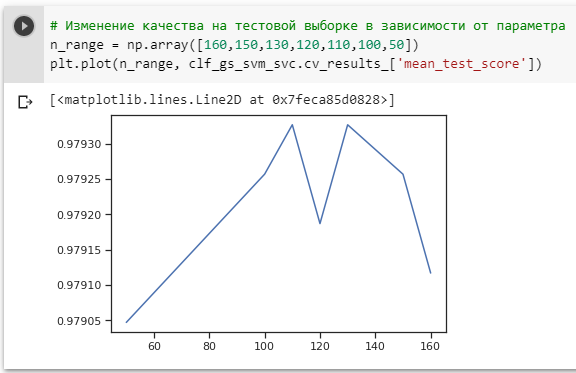 # Изменение качества на тестовой выборке в зависимости от параметра
n_range = np.array([160,150,130,120,110,100,50])
plt.plot(n_range, clf_gs_svm_svc.cv_results_['mean_test_score'])
[<matplotlib.lines.Line2D at 0x7feca85d0828>]
0.97930
0.97925
0.97920
0.97915
0.97910
0.97905
60 80 100 120 140 160